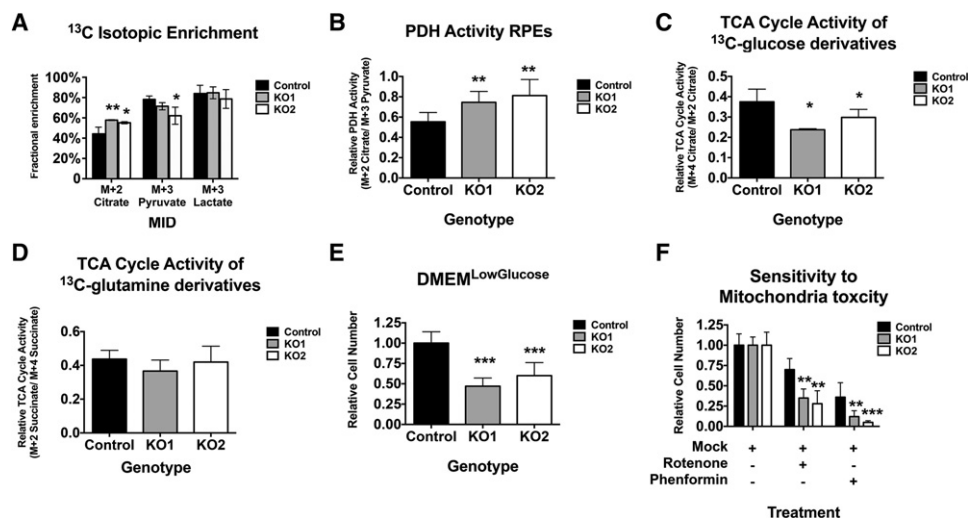 A
13C Isotopic Enrichment
Fractional enrichment
100%
80%
60%
40%
20%
0%
** *
*
M+2
Citrate
M+3
Pyruvate
M+3
Lactate
MID
Control
KO1
KO2
B
PDH Activity RPEs
Relative PDH Activity
(M+2 Citrate/ M+3 Pyruvate)
1.0
0.8
0.6
0.4
0.2
0.0
**
**
Control KO1 KO2
Genotype
Control
KO1
KO2
C
TCA Cycle Activity of
13C-glucose derivatives
Relative TCA Cycle Activity
(M+4 Citrate/ M+2 Citrate)
0.5
0.4
0.3
0.2
0.1
0.0
*
*
Control KO1 KO2
Genotype
Control
KO1
KO2
D
TCA Cycle Activity of
13C-glutamine derivatives
Relative TCA Cycle Activity
(M+2 Succinate/ M+4 Succinate)
0.6
0.4
0.2
0.0
Control KO1 KO2
Genotype
Control
KO1
KO2
E
DMEMLowGlucose
Relative Cell Number
1.25
1.00
0.75
0.50
0.25
0.00
***
***
Control KO1 KO2
Genotype
Control
KO1
KO2
F
Sensitivity to
Mitochondria toxcity
Relative Cell Number
1.25
1.00
0.75
0.50
0.25
0.00
**
**
**
***
Control
KO1
KO2
Mock + + +
Rotenone - + -
Phenformin - - +
Treatment